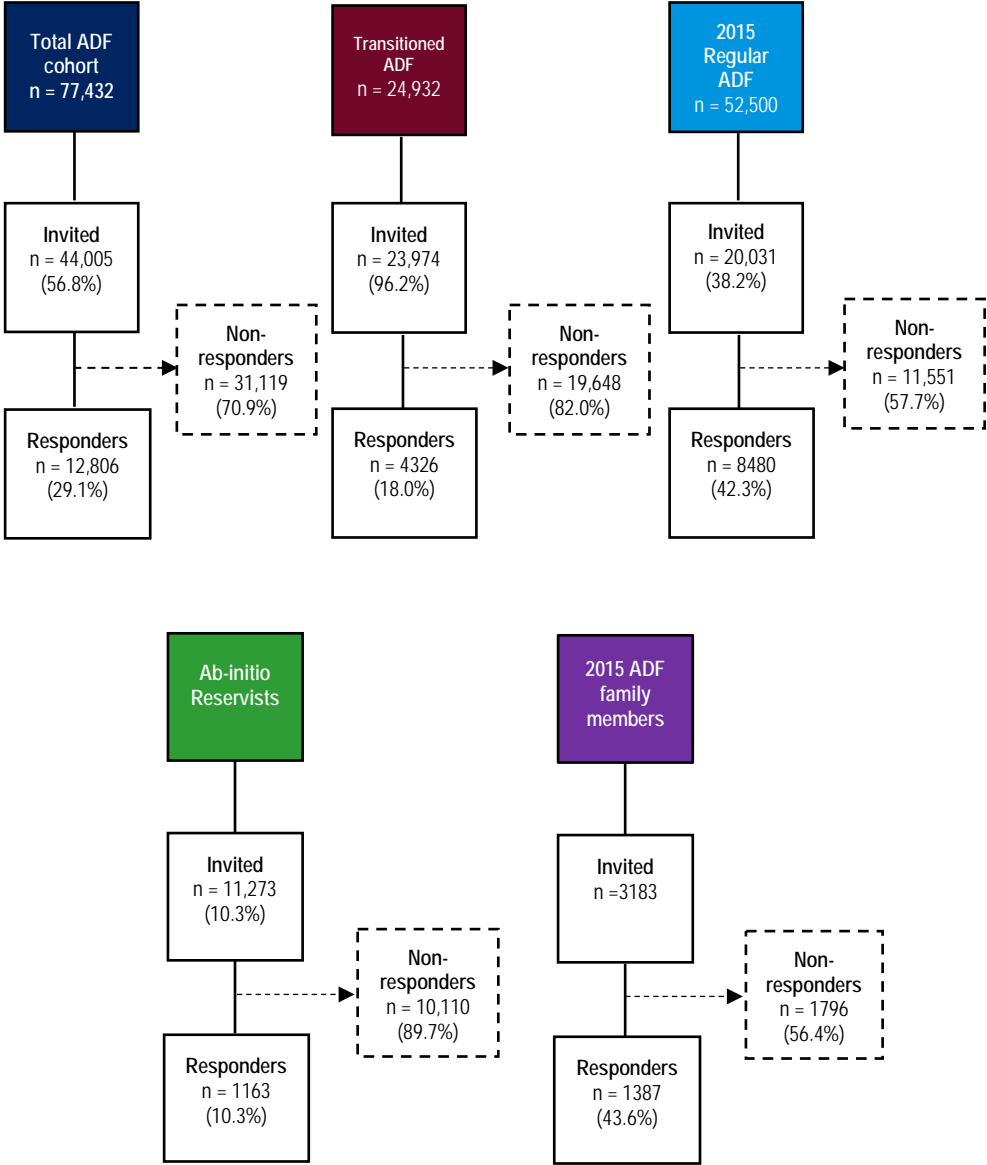 Total ADF
cohort
n = 77,432
Invited
n = 44,005
(56.8%)
Non-
responders
n = 31,119
(70.9%)
Responders
n = 12,806
(29.1%)
Transitioned
ADF
n = 24,932
Invited
n = 23,974
(96.2%)
Non-
responders
n = 19,648
(82.0%)
Responders
n = 4326
(18.0%)
2015
Regular
ADF
n = 52,500
Invited
n = 20,031
(38.2%)
Non-
responders
n = 11,551
(57.7%)
Responders
n = 8480
(42.3%)
Ab-initio
Reservists
Invited
n = 11,273
(10.3%)
Non-
responders
n = 10,110
(89.7%)
Responders
n = 1163
(10.3%)
2015 ADF
family
members
Invited
n =3183
Non-
responders
n = 1796
(56.4%)
Responders
n = 1387
(43.6%)